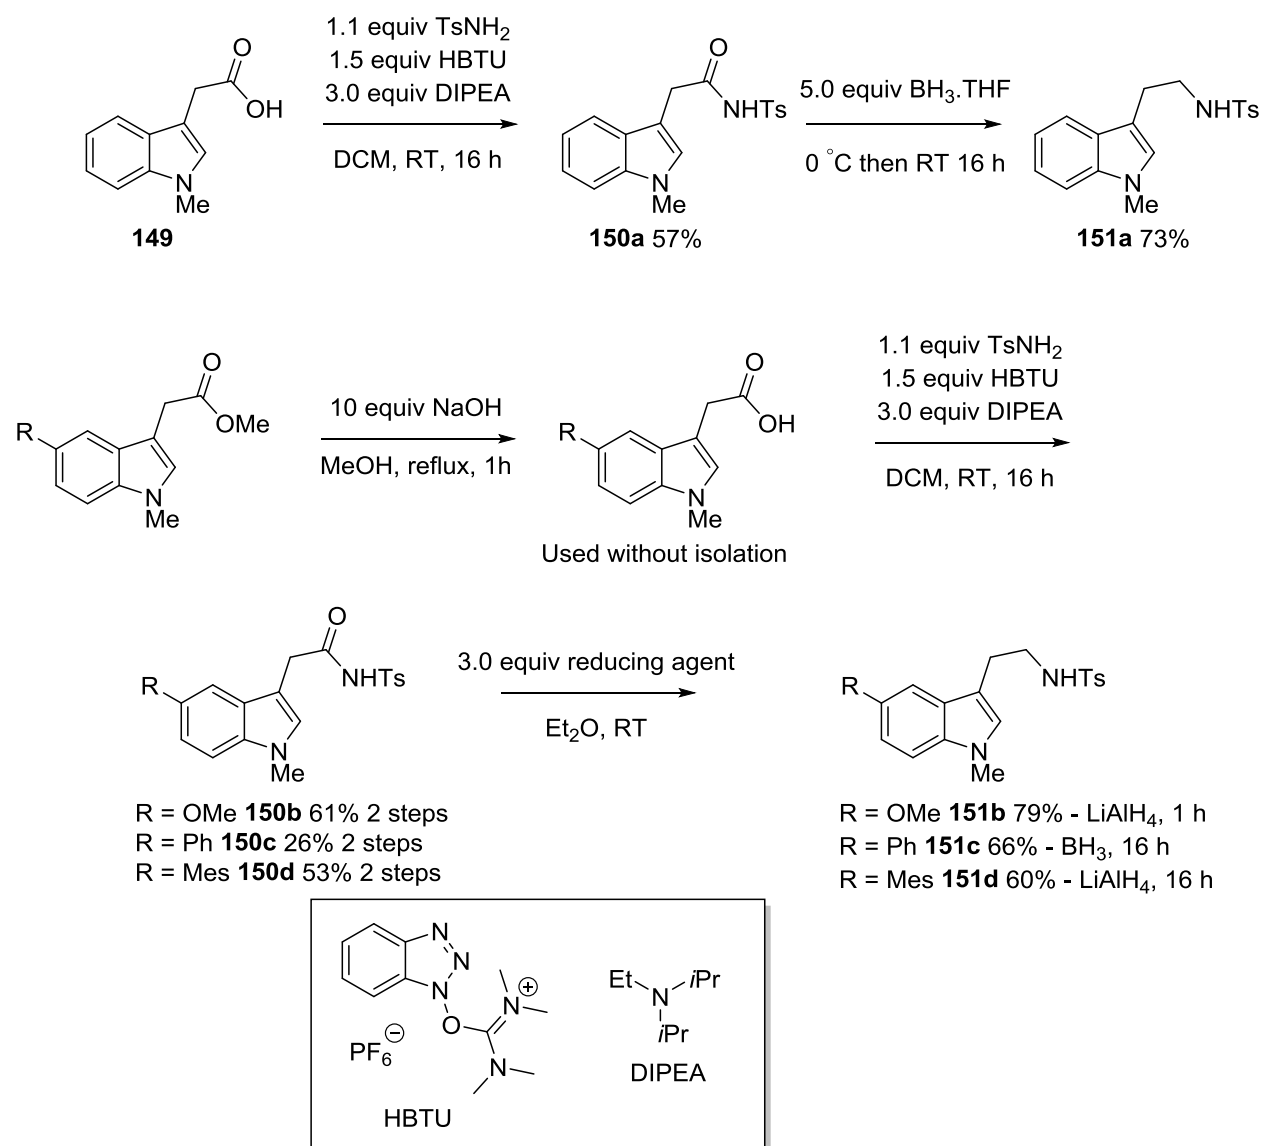 1.1 equiv TsNH2
1.5 equiv HBTU
3.0 equiv DIPEA
DCM, RT, 16 h
5.0 equiv BH3.THF
0 °C then RT 16 h
O
OH
N
Me
149
O
NHTs
N
Me
150a 57%
NHTs
N
Me
151a 73%
R
O
OMe
N
Me
10 equiv NaOH
MeOH, reflux, 1h
R
O
OH
N
Me
Used without isolation
1.1 equiv TsNH2
1.5 equiv HBTU
3.0 equiv DIPEA
DCM, RT, 16 h
R
O
NHTs
N
Me
R = OMe 150b 61% 2 steps
R = Ph 150c 26% 2 steps
R = Mes 150d 53% 2 steps
3.0 equiv reducing agent
Et2O, RT
R
NHTs
N
Me
R = OMe 151b 79% - LiAlH4, 1 h
R = Ph 151c 66% - BH3, 16 h
R = Mes 151d 60% - LiAlH4, 16 h
N
N
N
O
N+
N
PF6−
HBTU
Et
N
iPr
iPr
DIPEA